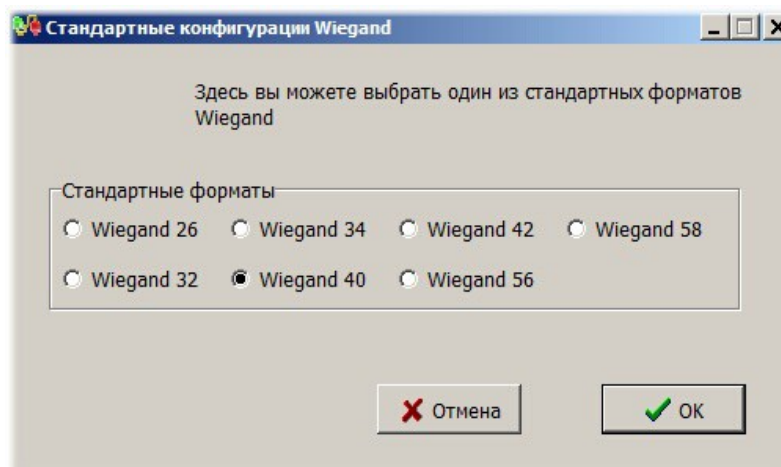 Стандартные конфигурации Wiegand
Здесь вы можете выбрать один из стандартных форматов
Wiegand
Стандартные форматы
Wiegand 26 Wiegand 34 Wiegand 42 Wiegand 58
Wiegand 32 Wiegand 40 Wiegand 56
Отмена OK